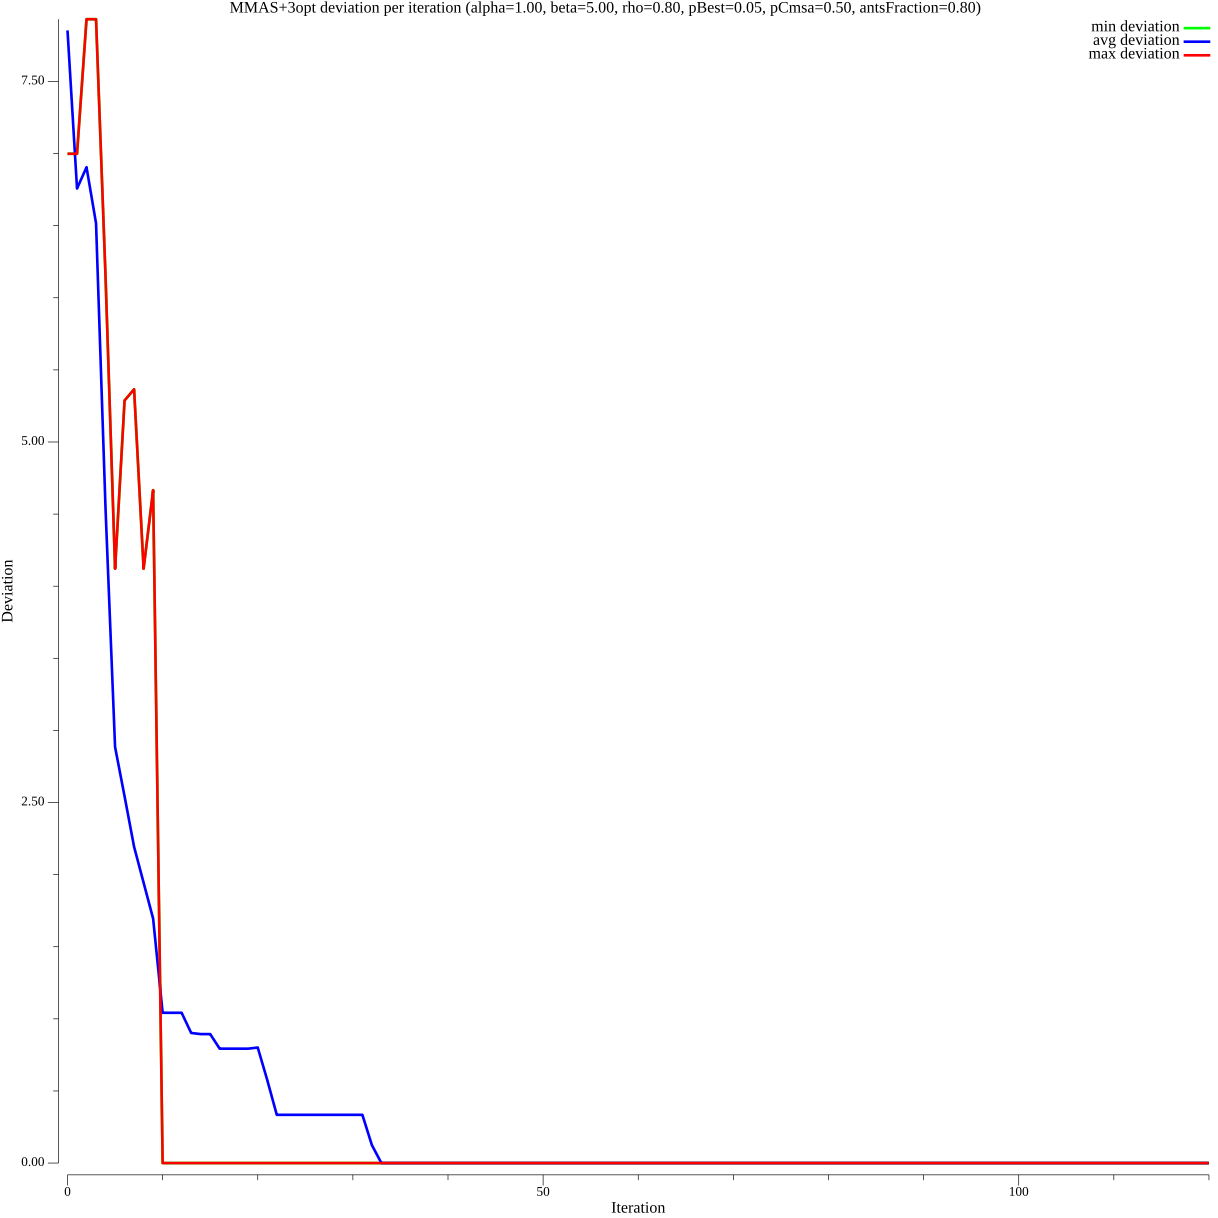 MMAS+3opt deviation per iteration (alpha=1.00, beta=5.00, rho=0.80, pBest=0.05, pCmsa=0.50, antsFraction=0.80)
min deviation
avg deviation
max deviation
7.50
5.00
2.50
0.00
Deviation
0 50 100
Iteration